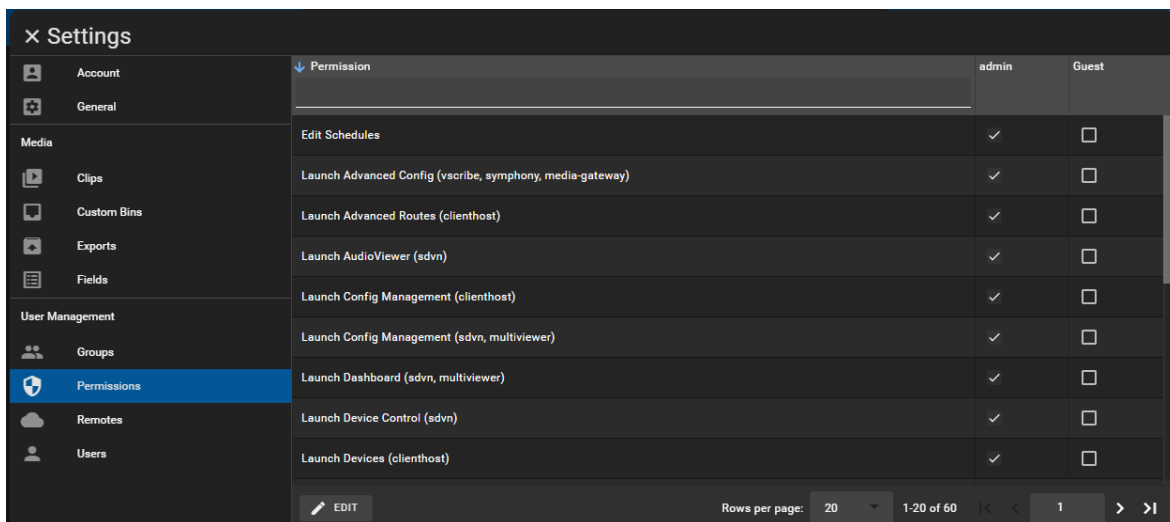 × Settings
Account
General
Media
Clips
Custom Bins
Exports
Fields
User Management
Groups
Permissions
Remotes
Users
Permission admin Guest
Edit Schedules
Launch Advanced Config (vscribe, symphony, media-gateway)
Launch Advanced Routes (clienthost)
Launch AudioViewer (sdvn)
Launch Config Management (clienthost)
Launch Config Management (sdvn, multiviewer)
Launch Dashboard (sdvn, multiviewer)
Launch Device Control (sdvn)
Launch Devices (clienthost)
EDIT Rows per page: 20 1-20 of 60 1